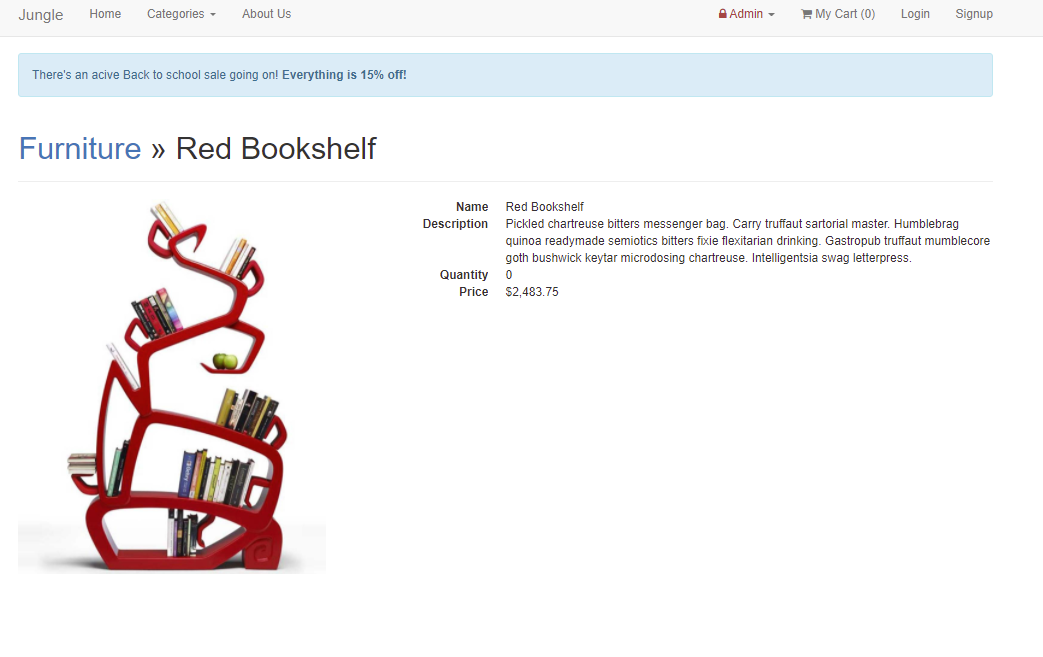 Jungle Home Categories About Us Admin My Cart (0) Login Signup
There's an acive Back to school sale going on! Everything is 15% off!
Furniture » Red Bookshelf
Name Red Bookshelf
Description Pickled chartreuse bitters messenger bag. Carry truffaut sartorial master. Humblebrag
quinoa readymade semiotics bitters fixie flexitarian drinking. Gastropub truffaut mumblecore
goth bushwick keytar microdosing chartreuse. Intelligentsia swag letterpress.
Quantity 0
Price $2,483.75